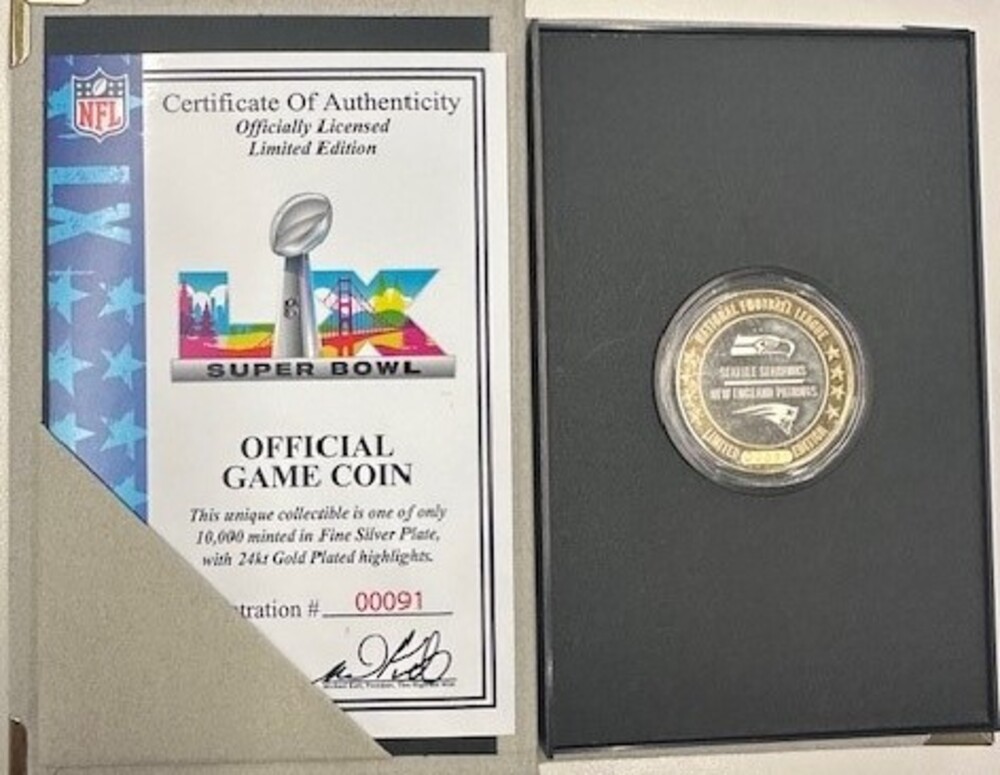 NFL
LX
Certificate Of Authenticity
Officially Licensed
Limited Edition
LX
SUPER BOWL
OFFICIAL
GAME COIN
This unique collectible is one of only
10,000 minted in Fine Silver Plate,
with 24kt Gold Plated highlights.
tration # 00091
NATIONAL FOOTBALL LEAGUE
SEATTLE SEAHAWKS
NEW ENGLAND PATRIOTS
LIMITED EDITION